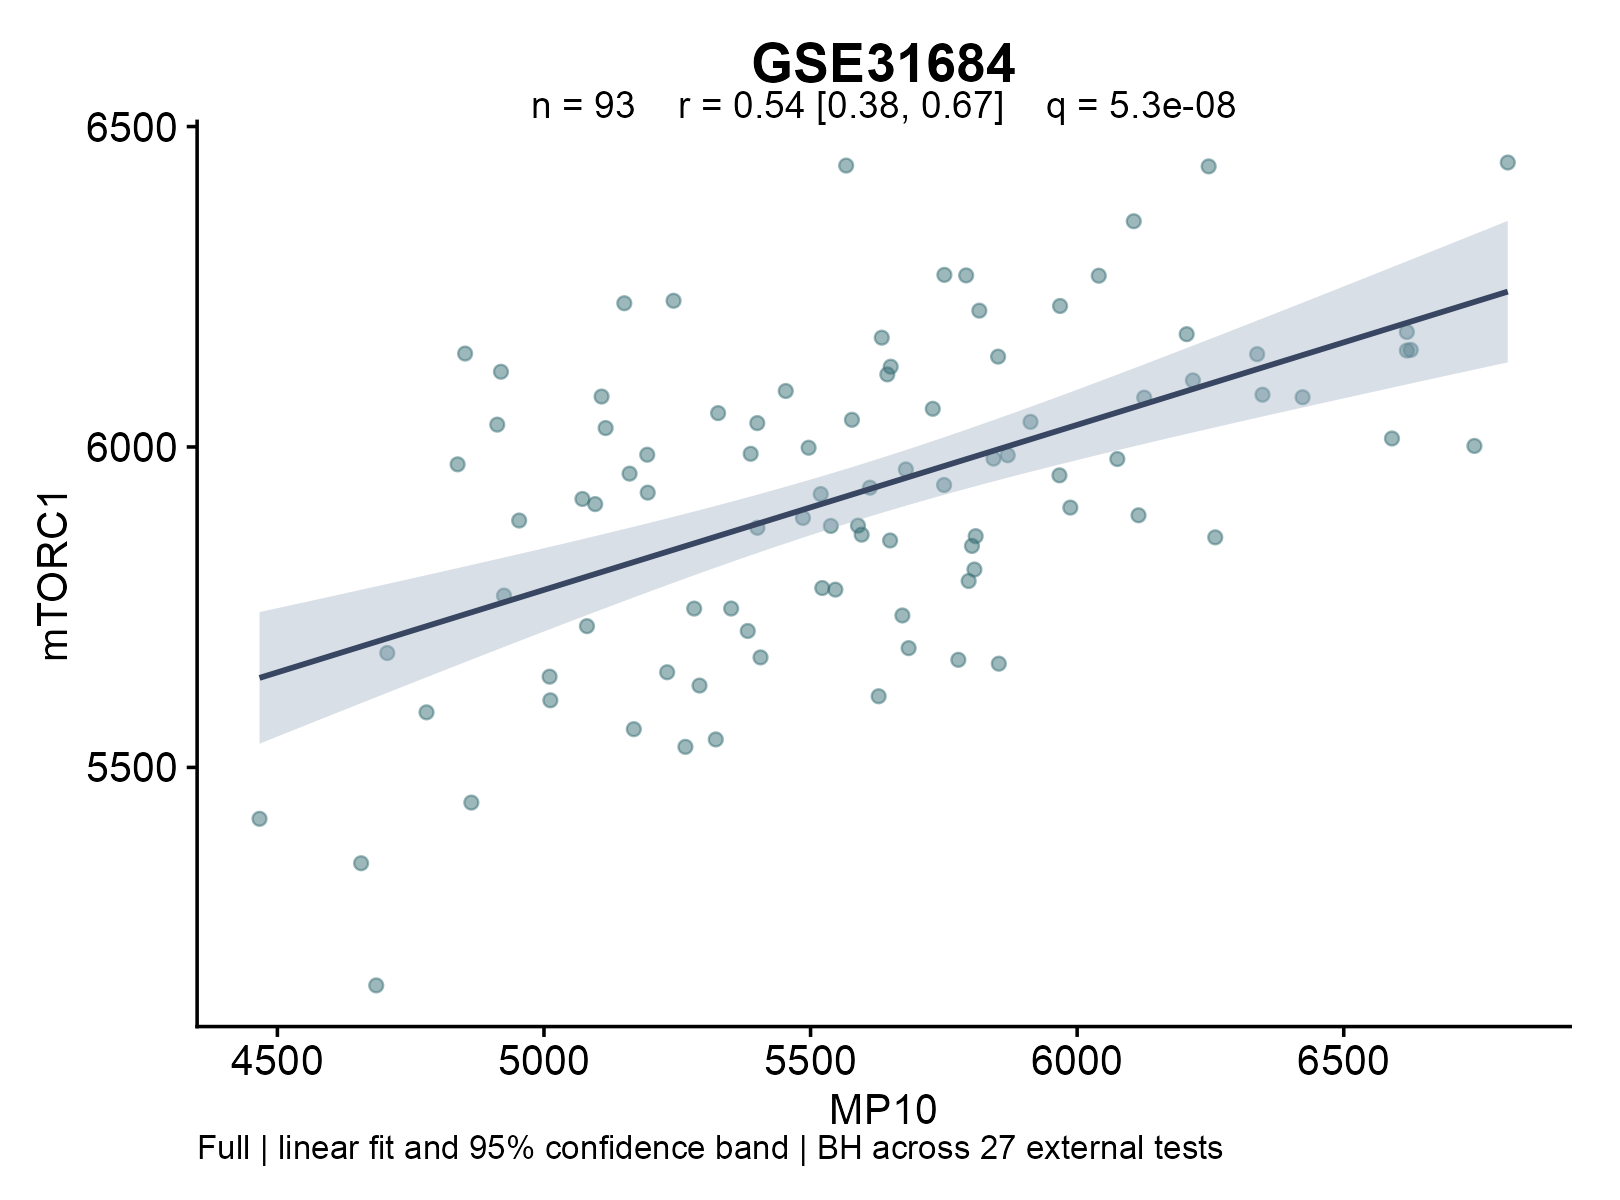 GSE31684
n = 93 r = 0.54 [0.38, 0.67] q = 5.3e-08
6500
6000
5500
mTORC1
4500 5000 5500 6000 6500
MP10
Full | linear fit and 95% confidence band | BH across 27 external tests